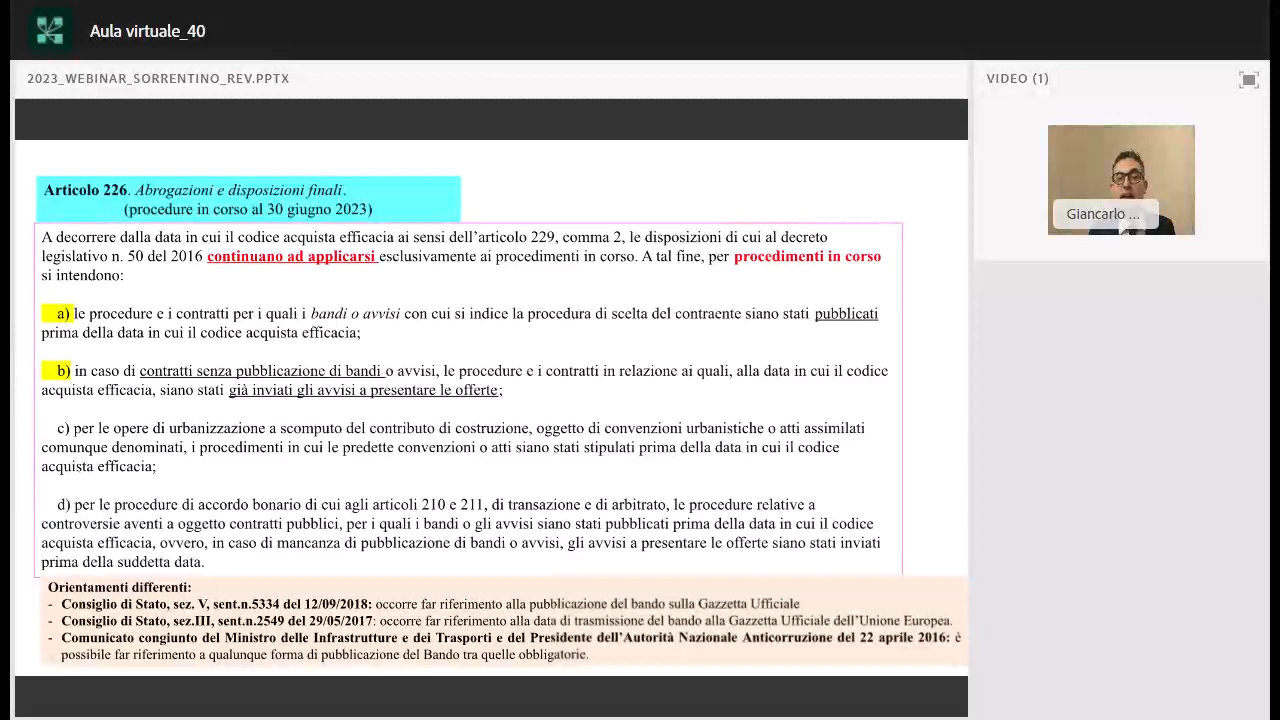 Aula virtuale_40
2023_WEBINAR_SORRENTINO_REV.PPTX
VIDEO (1)
Giancarlo ...
Articolo 226. Abrogazioni e disposizioni finali.
(procedure in corso al 30 giugno 2023)
A decorrere dalla data in cui il codice acquista efficacia ai sensi dell'articolo 229, comma 2, le disposizioni di cui al decreto
legislativo n. 50 del 2016 continuano ad applicarsi esclusivamente ai procedimenti in corso. A tal fine, per procedimenti in corso
si intendono:
a) le procedure e i contratti per i quali i bandi o avvisi con cui si indice la procedura di scelta del contraente siano stati pubblicati
prima della data in cui il codice acquista efficacia;
b) in caso di contratti senza pubblicazione di bandi o avvisi, le procedure e i contratti in relazione ai quali, alla data in cui il codice
acquista efficacia, siano stati già inviati gli avvisi a presentare le offerte;
c) per le opere di urbanizzazione a scomputo del contributo di costruzione, oggetto di convenzioni urbanistiche o atti assimilati
comunque denominati, i procedimenti in cui le predette convenzioni o atti siano stati stipulati prima della data in cui il codice
acquista efficacia;
d) per le procedure di accordo bonario di cui agli articoli 210 e 211, di transazione e di arbitrato, le procedure relative a
controversie aventi a oggetto contratti pubblici, per i quali i bandi o gli avvisi siano stati pubblicati prima della data in cui il codice
acquista efficacia, ovvero, in caso di mancanza di pubblicazione di bandi o avvisi, gli avvisi a presentare le offerte siano stati inviati
prima della suddetta data.
Orientamenti differenti:
- Consiglio di Stato, sez. V, sent.n.5334 del 12/09/2018: occorre far riferimento alla pubblicazione del bando sulla Gazzetta Ufficiale
- Consiglio di Stato, sez.III, sent.n.2549 del 29/05/2017: occorre far riferimento alla data di trasmissione del bando alla Gazzetta Ufficiale dell'Unione Europea.
- Comunicato congiunto del Ministro delle Infrastrutture e dei Trasporti e del Presidente dell'Autorità Nazionale Anticorruzione del 22 aprile 2016: è
possibile far riferimento a qualunque forma di pubblicazione del Bando tra quelle obbligatorie.